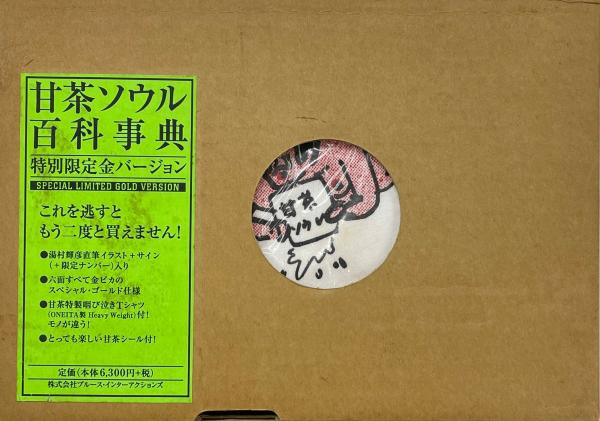 甘茶ソウル
百科事典
特別限定金バージョン
SPECIAL LIMITED GOLD VERSION
これを逃すと
もう二度と買えません!
●湯村輝彦直筆イラスト+サイン
(+限定ナンバー)入り
●六面すべて金ピカの
スペシャル・ゴールド仕様
●甘茶特製咽び泣きTシャツ
(ONEITA製 Heavy Weight)付!
モノが違う!
●とっても楽しい甘茶シール付!
定価(本体6,300円+税)
株式会社ブルース・インターアクションズ
甘茶
ソウル